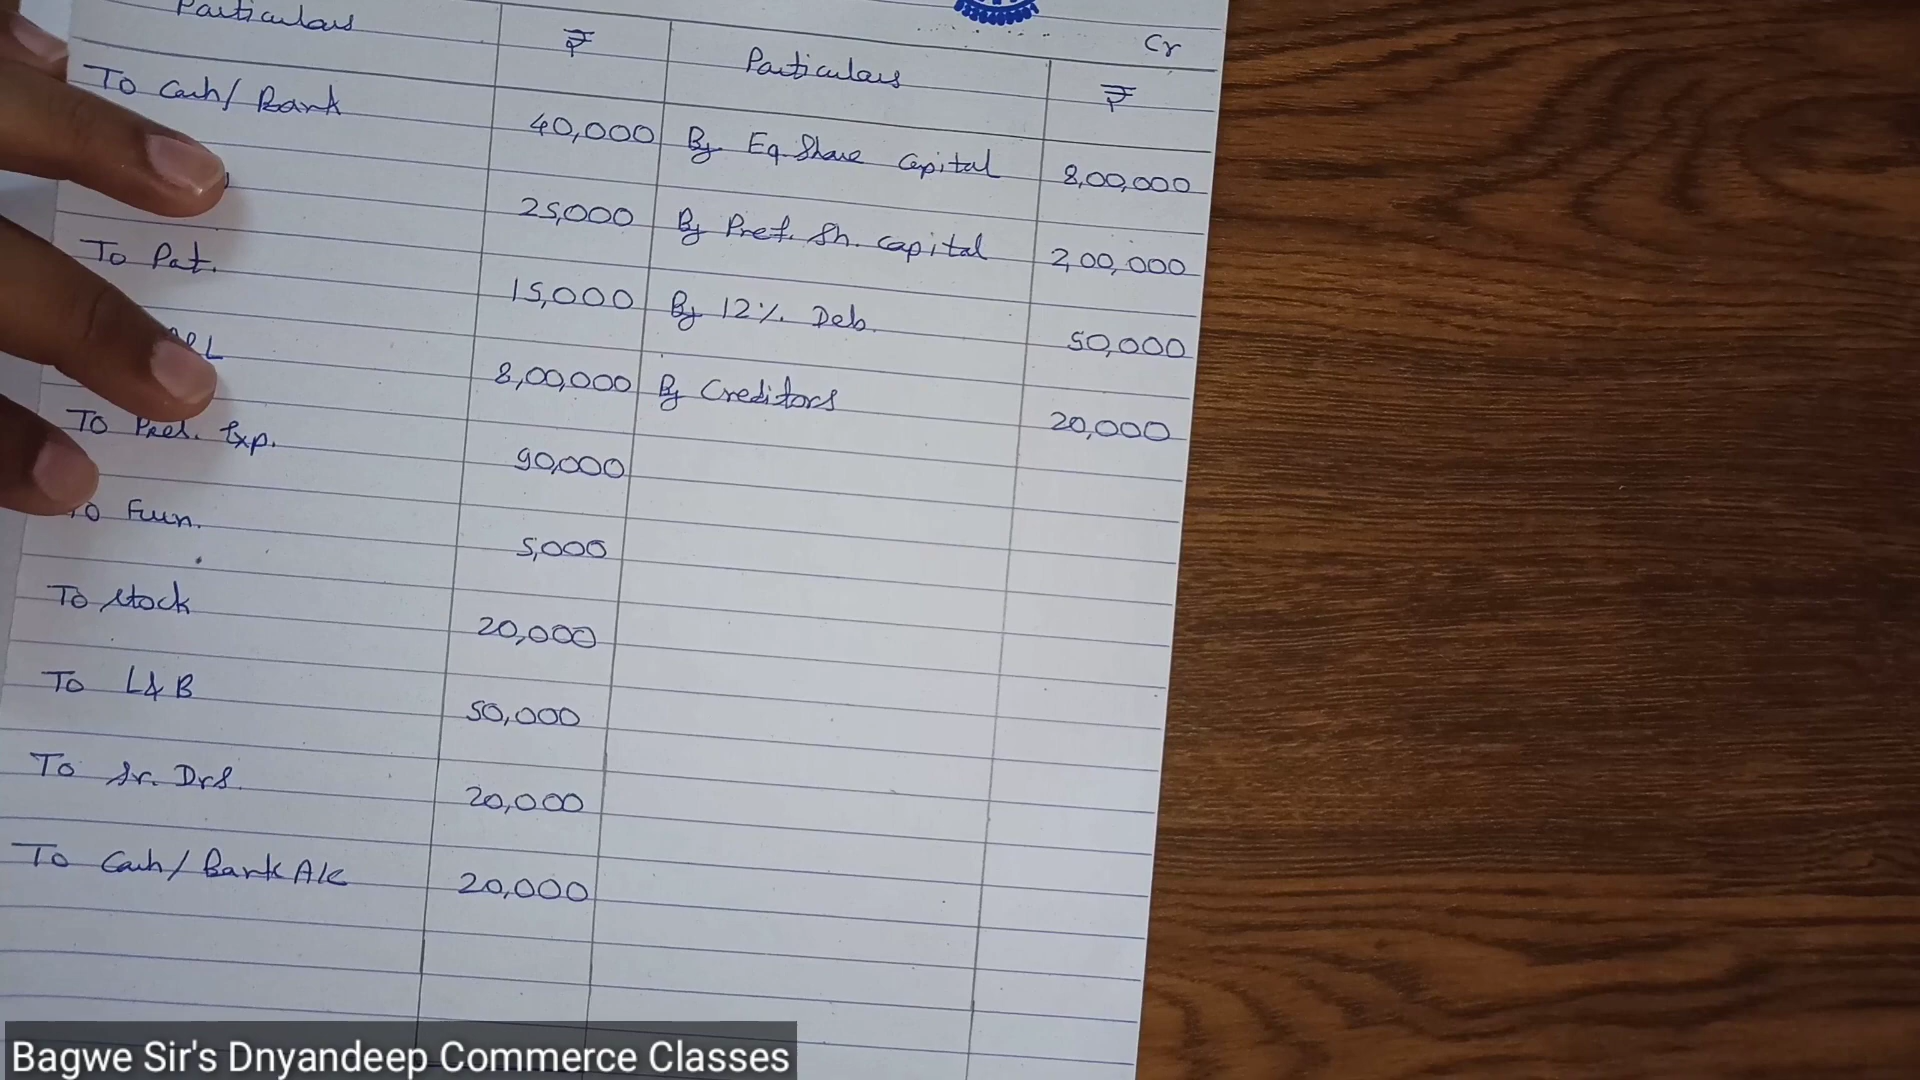 Particulars ₹ Particulars Cr ₹
To Cash/ Bank 40,000 By Eq. Share Capital 8,00,000
25,000 By Pref. Sh. Capital 2,00,000
To Pat. 15,000 By 12% Deb. 50,000
P&L 8,00,000 By Creditors 20,000
To Prel. Exp. 90,000
To Furn. 5,000
To Stock 20,000
To L&B 50,000
To Sr. Drs. 20,000
To Cash/ Bank A/c 20,000
Bagwe Sir's Dnyandeep Commerce Classes